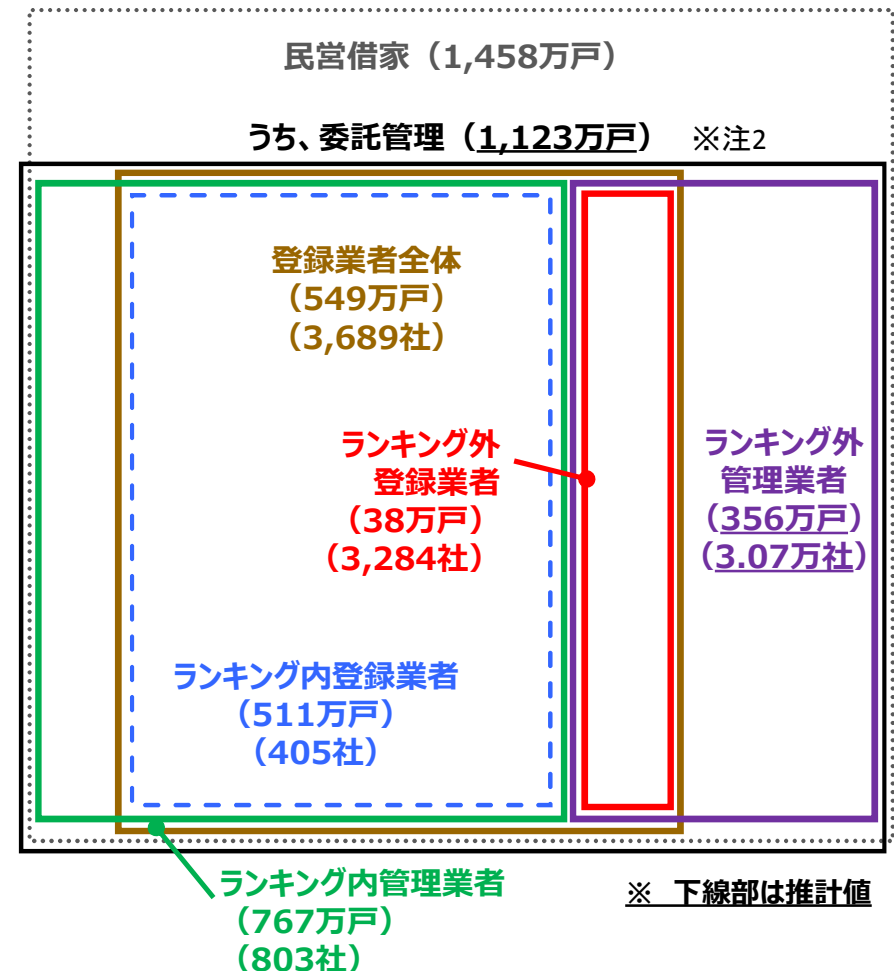 民営借家（1,458万戸）
うち、委託管理（1,123万戸） ※注2
登録業者全体
（549万戸）
（3,689社）
ランキング外
登録業者
（38万戸）
（3,284社）
ランキング外
管理業者
（356万戸）
（3.07万社）
ランキング内登録業者
（511万戸）
（405社）
ランキング内管理業者
（767万戸）
（803社）
※ 下線部は推計値